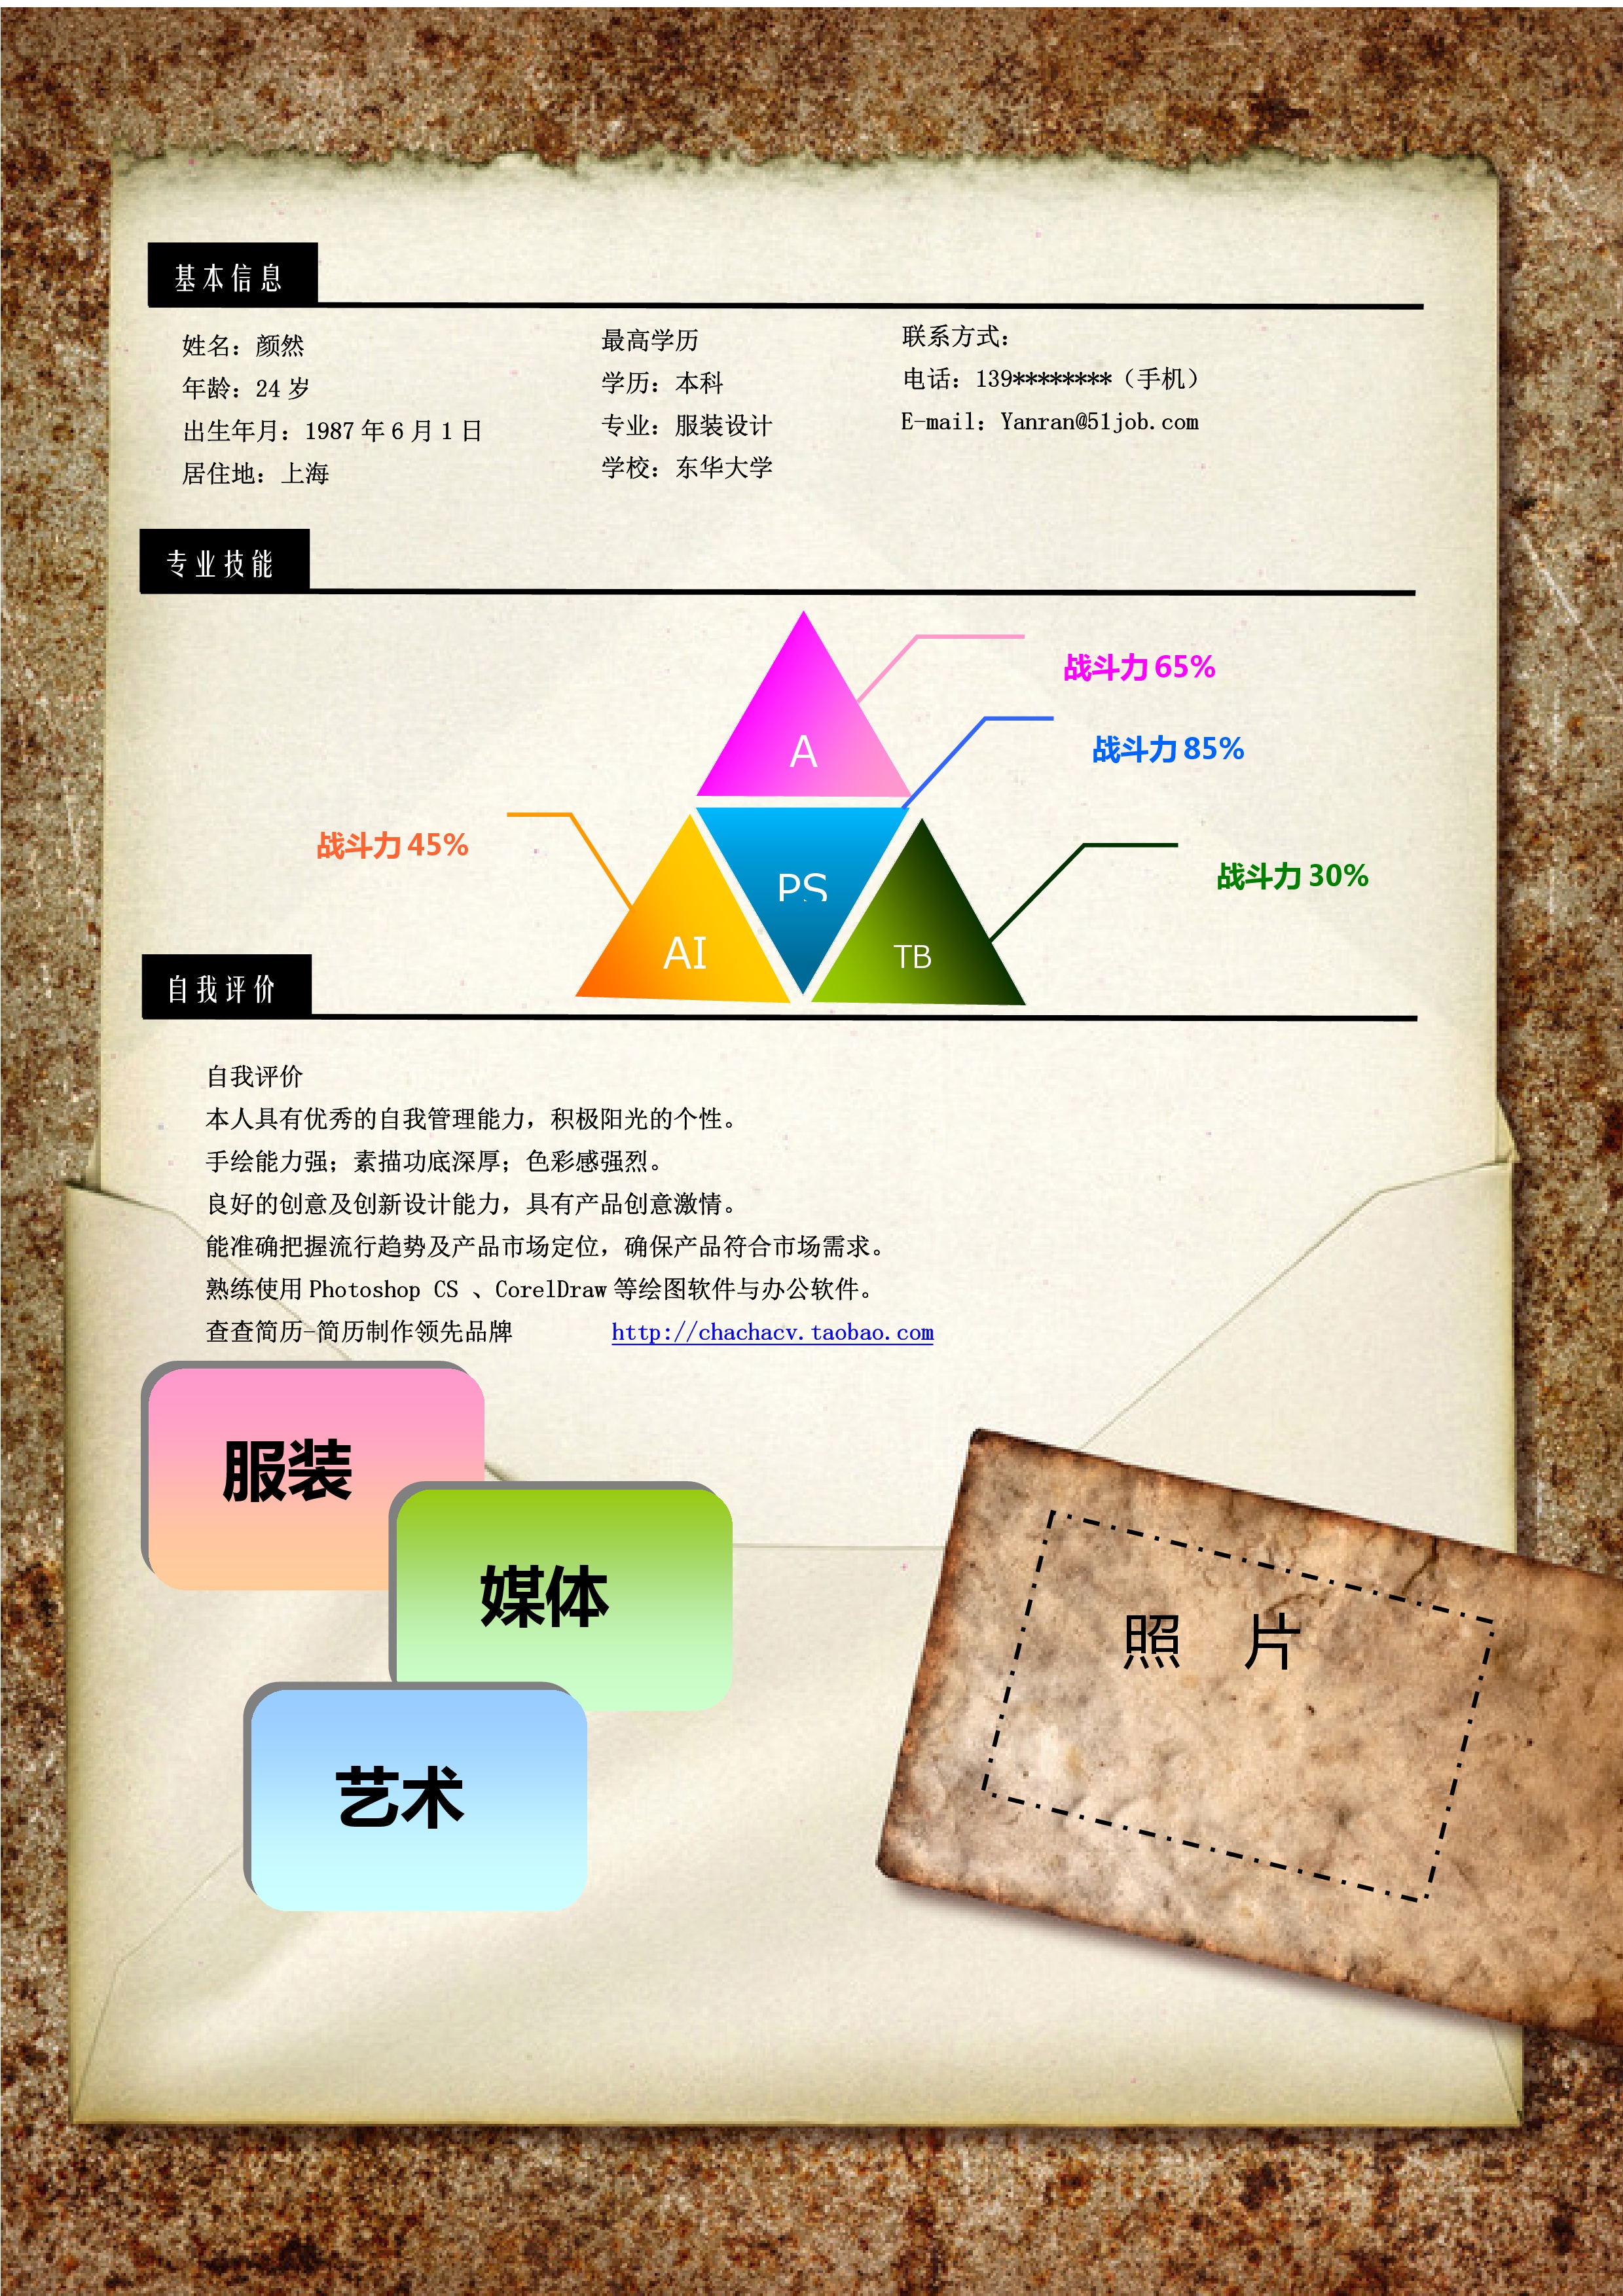 基本信息
姓名：颜然
年龄：24 岁
出生年月：1987 年 6 月 1 日
居住地：上海
最高学历
学历：本科
专业：服装设计
学校：东华大学
联系方式：
电话：139********（手机）
E-mail：Yanran@51job.com
专业技能
战斗力 65%
战斗力 85%
战斗力 45%
战斗力 30%
A
PS
AI
TB
自我评价
自我评价
本人具有优秀的自我管理能力，积极阳光的个性。
手绘能力强；素描功底深厚；色彩感强烈。
良好的创意及创新设计能力，具有产品创意激情。
能准确把握流行趋势及产品市场定位，确保产品符合市场需求。
熟练使用 Photoshop CS 、CorelDraw 等绘图软件与办公软件。
查查简历-简历制作领先品牌 http://chachacv.taobao.com
服装
媒体
艺术
照 片